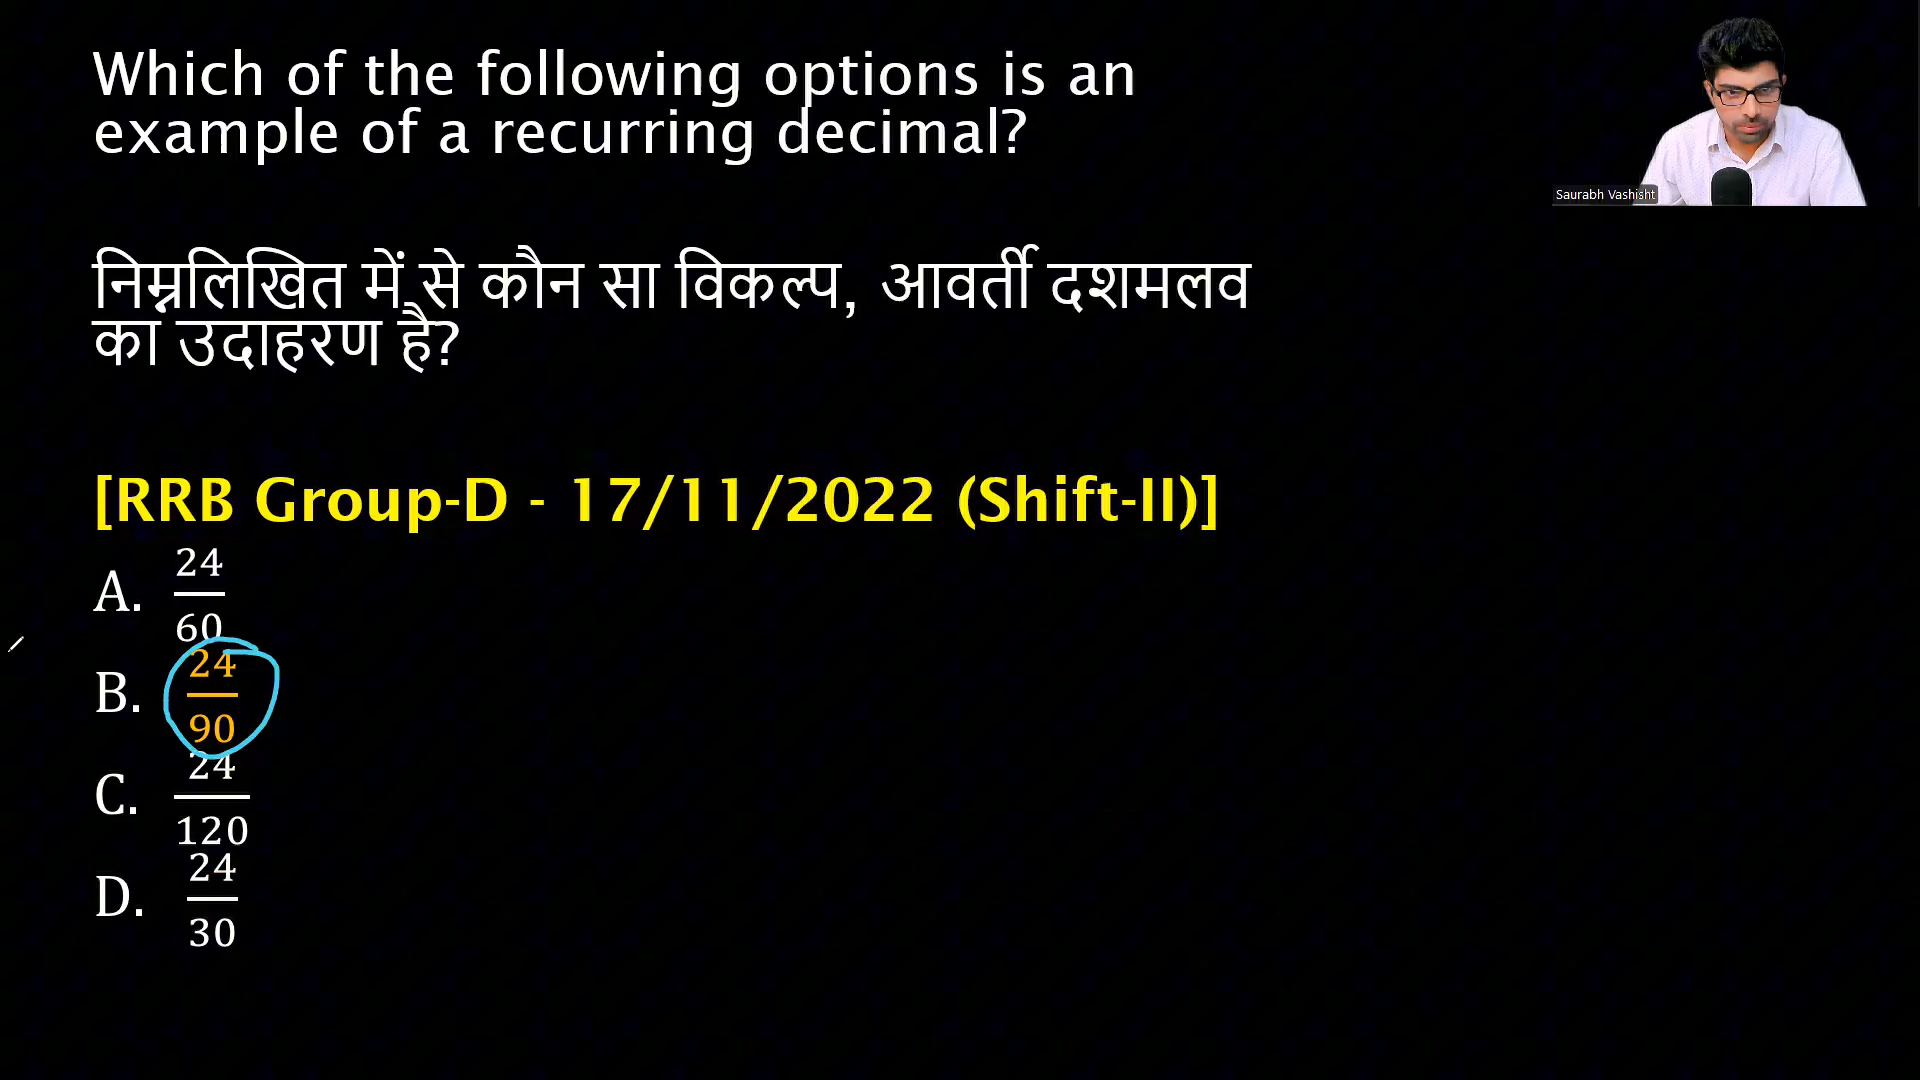 Which of the following options is an
example of a recurring decimal?
Saurabh Vashisht
निम्नलिखित में से कौन सा विकल्प, आवर्ती दशमलव
का उदाहरण है?
[RRB Group-D - 17/11/2022 (Shift-II)]
A. 24/60
B. 24/90
C. 24/120
D. 24/30